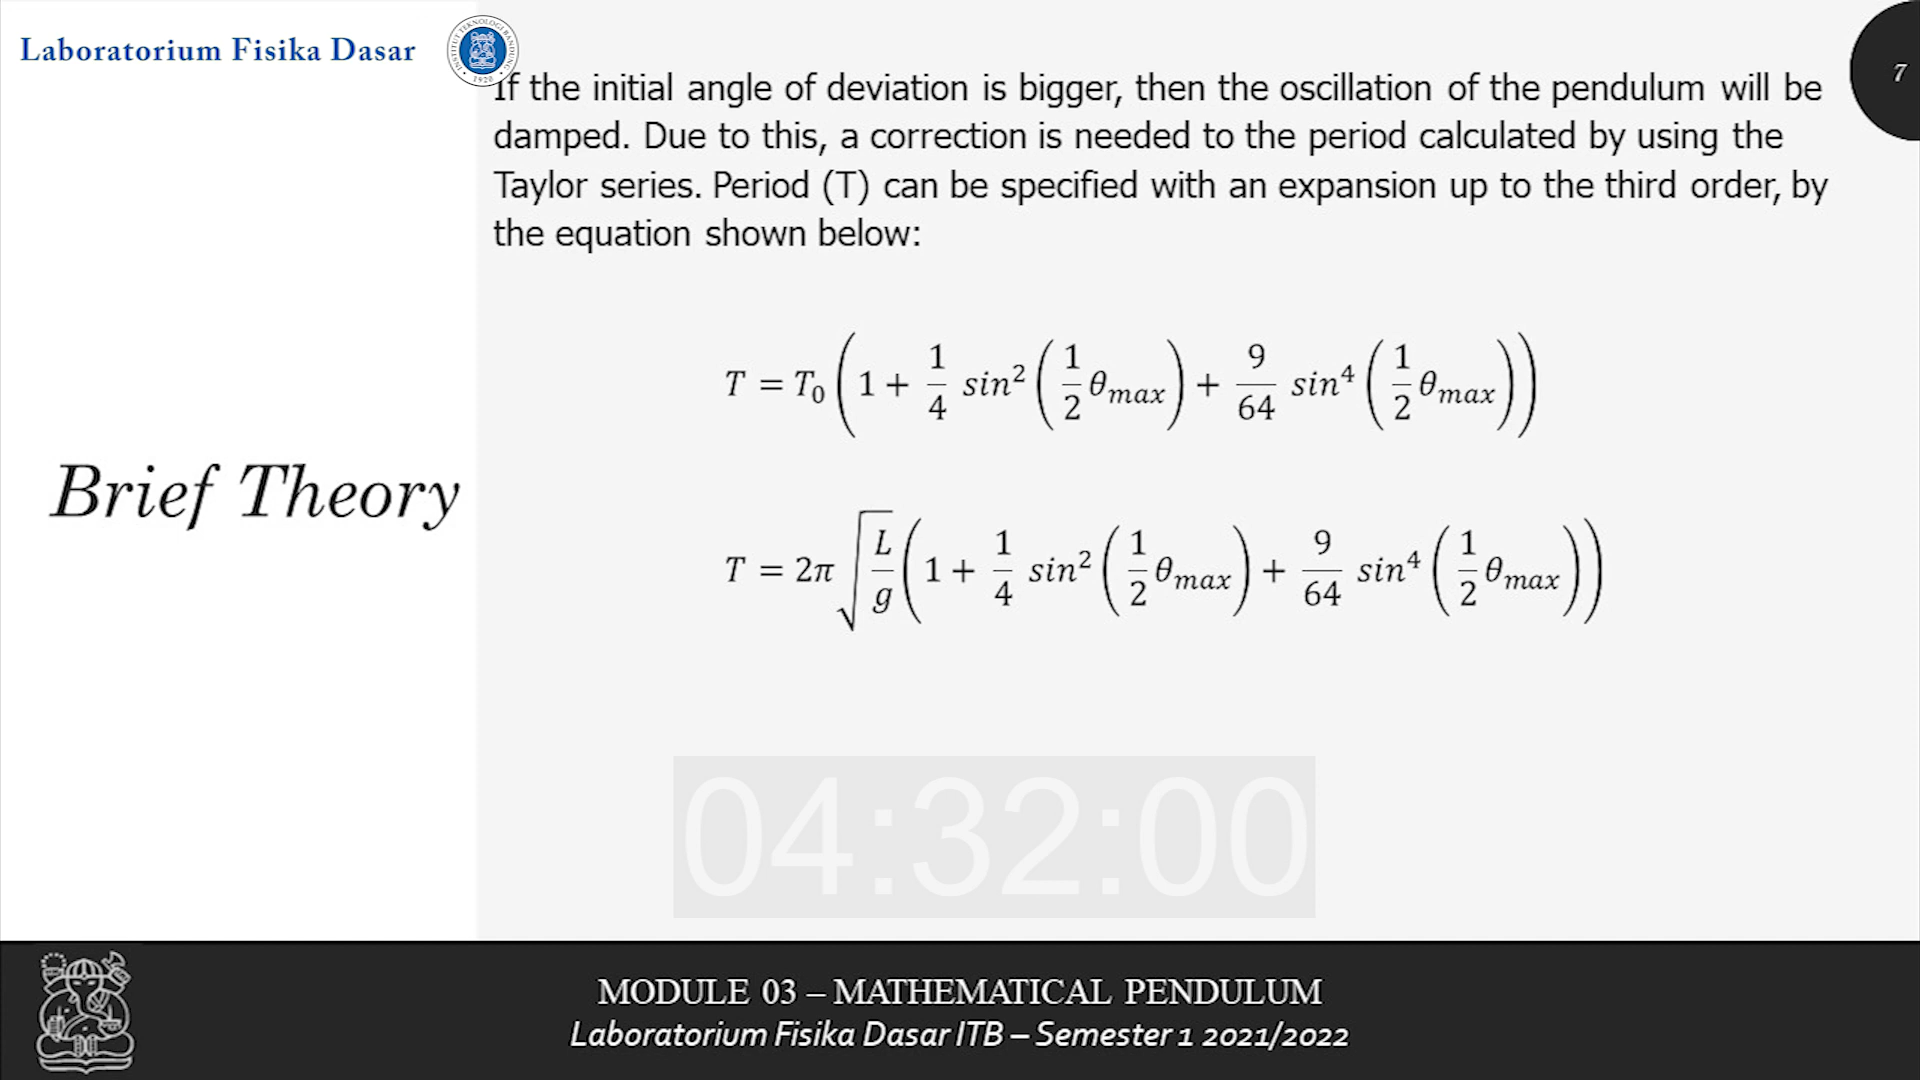 Laboratorium Fisika Dasar
INSTITUT TEKNOLOGI BANDUNG
1920
7
If the initial angle of deviation is bigger, then the oscillation of the pendulum will be
damped. Due to this, a correction is needed to the period calculated by using the
Taylor series. Period (T) can be specified with an expansion up to the third order, by
the equation shown below:
T = T₀ (1 + 1/4 sin² (1/2 θmax) + 9/64 sin⁴ (1/2 θmax))
Brief Theory
T = 2π √(L/g) (1 + 1/4 sin² (1/2 θmax) + 9/64 sin⁴ (1/2 θmax))
04:32:00
MODULE 03 – MATHEMATICAL PENDULUM
Laboratorium Fisika Dasar ITB – Semester 1 2021/2022